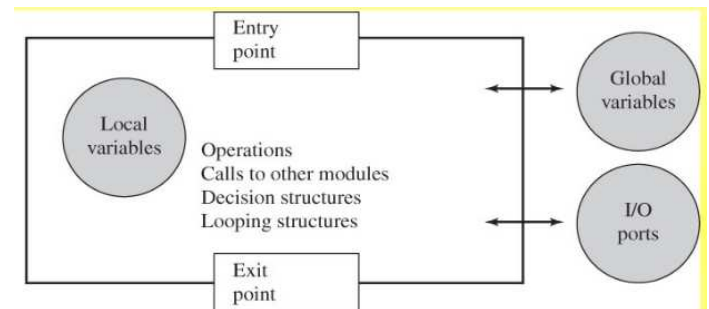 Entry
point
Global
variables
Local
variables
Operations
Calls to other modules
Decision structures
Looping structures
I/O
ports
Exit
point